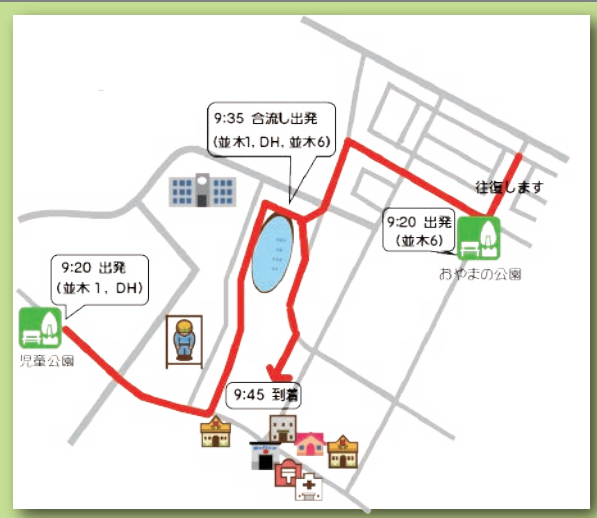 9:35 合流し出発
(並木1, DH, 並木6)
往復します
9:20 出発
(並木6)
おやまの公園
9:20 出発
(並木 1, DH)
児童公園
9:45 到着